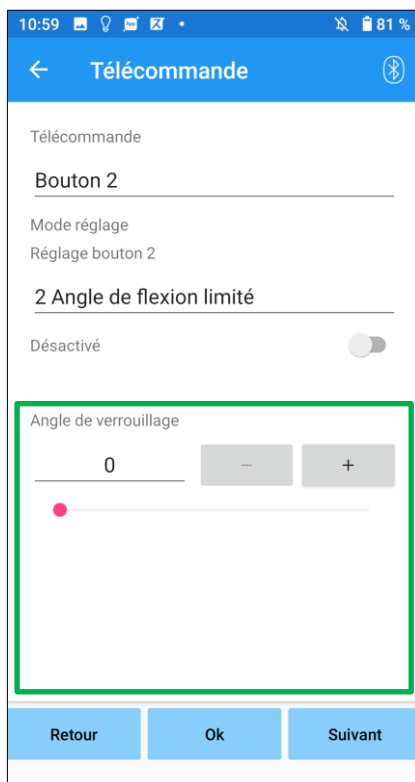 10:59 81 %
Télécommande
Télécommande
Bouton 2
Mode réglage
Réglage bouton 2
2 Angle de flexion limité
Désactivé
Angle de verrouillage
0 − +
Retour Ok Suivant